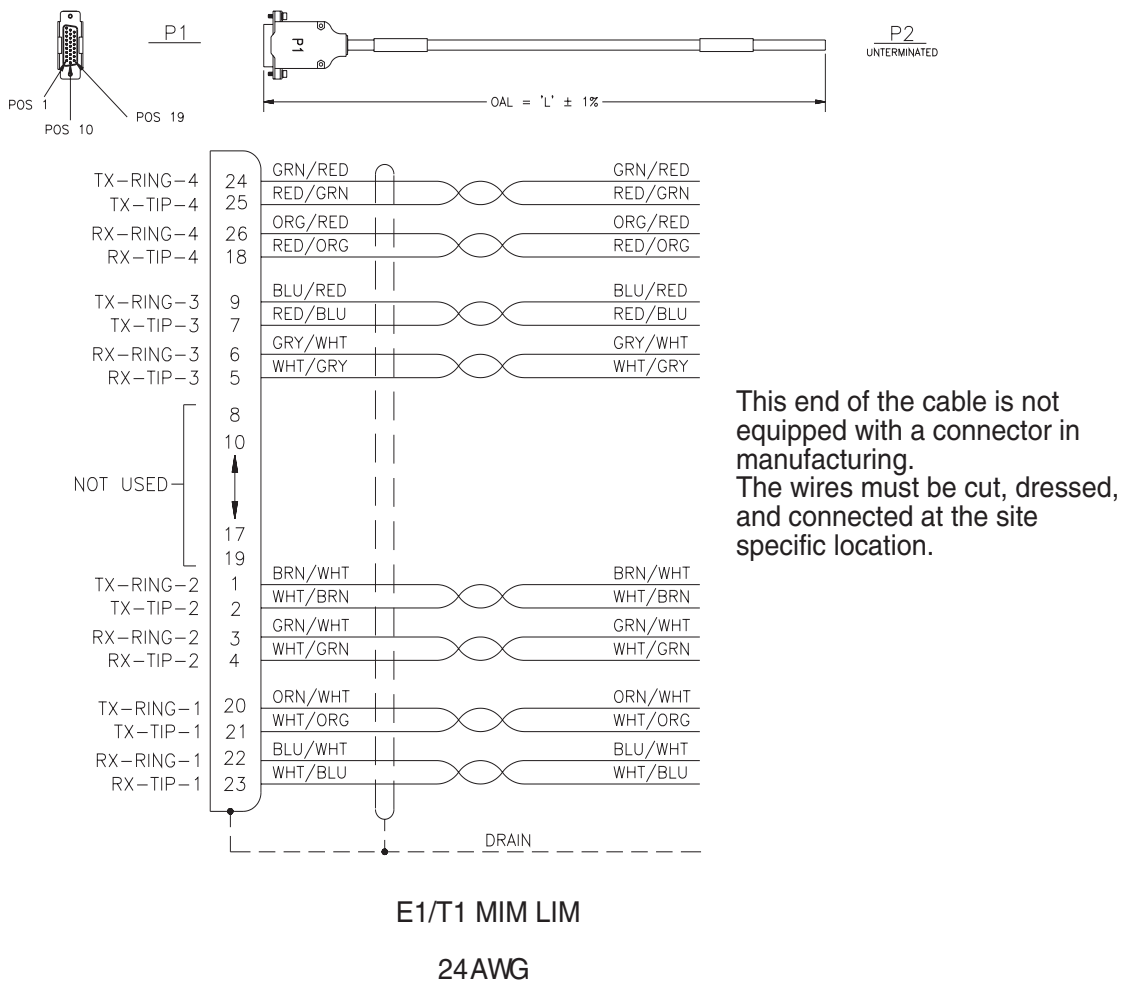 P1
P1
P2
UNTERMINATED
POS 1
POS 10
POS 19
OAL = 'L' ± 1%
TX-RING-4 24 GRN/RED GRN/RED
TX-TIP-4 25 RED/GRN RED/GRN
RX-RING-4 26 ORG/RED ORG/RED
RX-TIP-4 18 RED/ORG RED/ORG
TX-RING-3 9 BLU/RED BLU/RED
TX-TIP-3 7 RED/BLU RED/BLU
RX-RING-3 6 GRY/WHT GRY/WHT
RX-TIP-3 5 WHT/GRY WHT/GRY
8
10
NOT USED
17
19
This end of the cable is not
equipped with a connector in
manufacturing.
The wires must be cut, dressed,
and connected at the site
specific location.
TX-RING-2 1 BRN/WHT BRN/WHT
TX-TIP-2 2 WHT/BRN WHT/BRN
RX-RING-2 3 GRN/WHT GRN/WHT
RX-TIP-2 4 WHT/GRN WHT/GRN
TX-RING-1 20 ORN/WHT ORN/WHT
TX-TIP-1 21 WHT/ORG WHT/ORG
RX-RING-1 22 BLU/WHT BLU/WHT
RX-TIP-1 23 WHT/BLU WHT/BLU
DRAIN
E1/T1 MIM LIM
24AWG